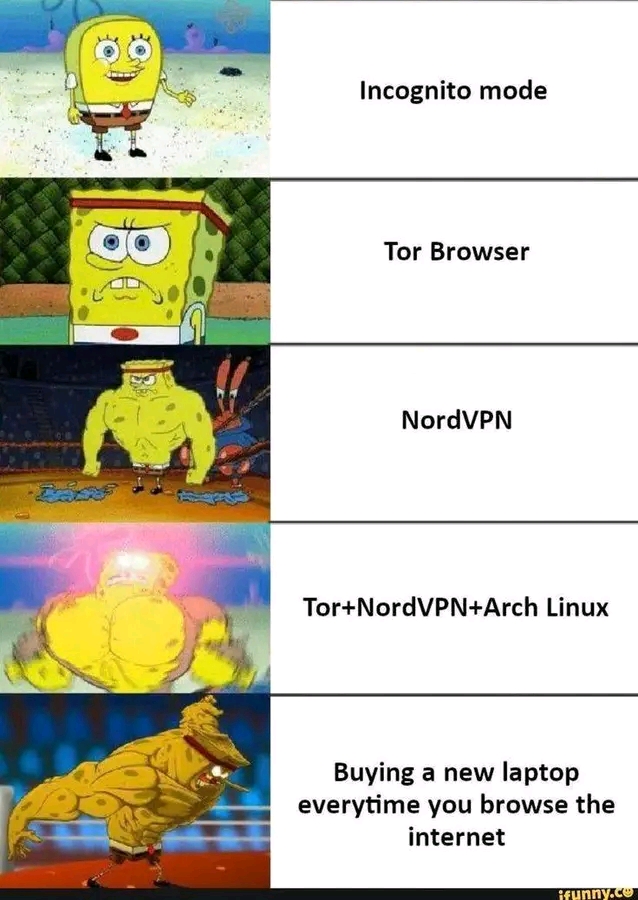 Incognito mode
Tor Browser
NordVPN
Tor+NordVPN+Arch Linux
Buying a new laptop
everytime you browse the
internet
ifunny.co